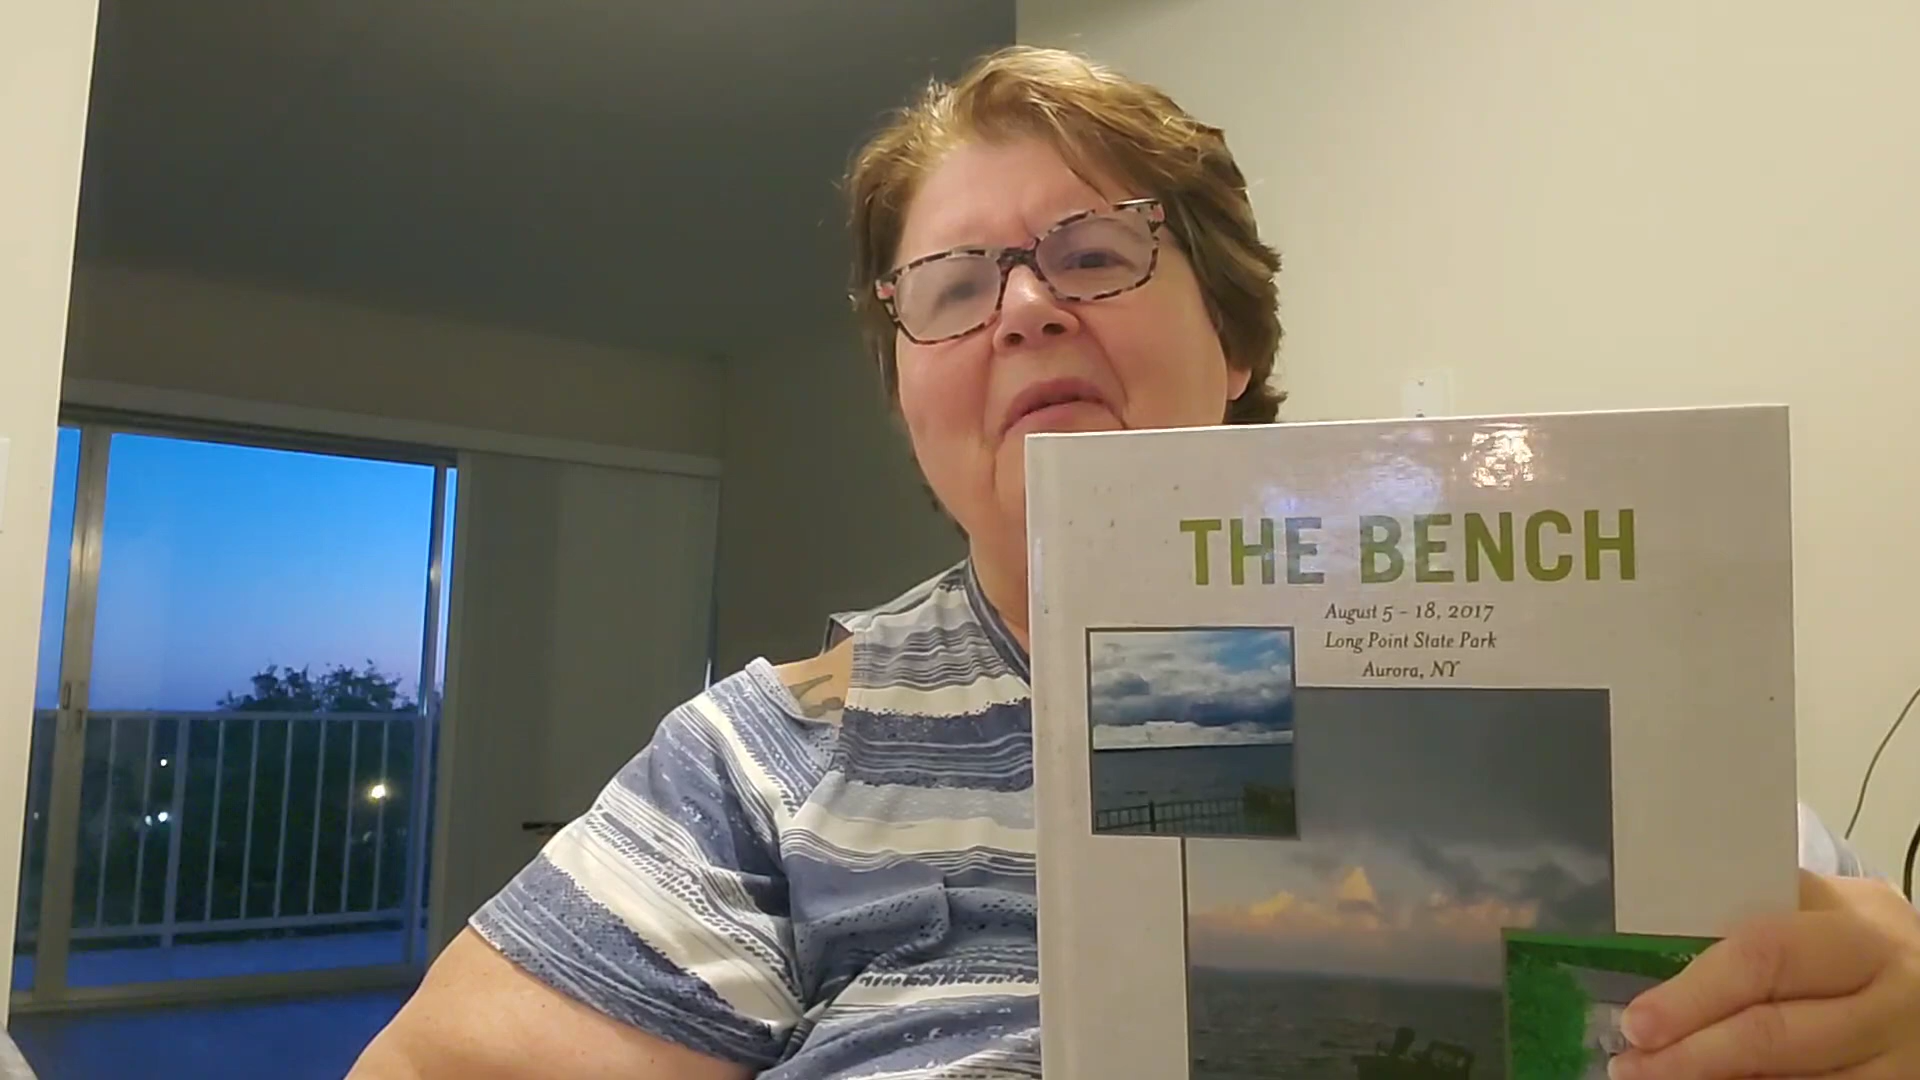 THE BENCH
August 5 - 18, 2017
Long Point State Park
Aurora, NY